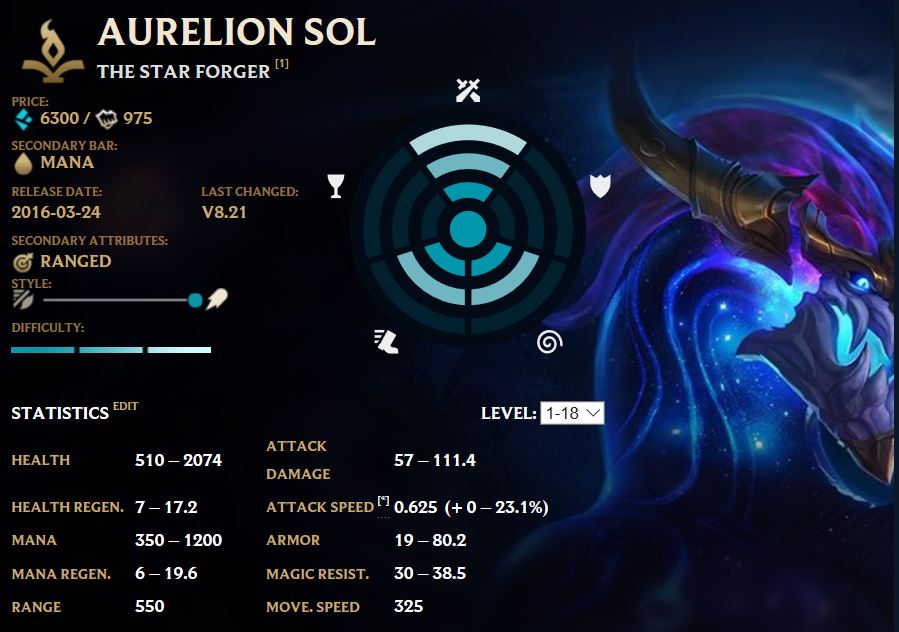 AURELION SOL
THE STAR FORGER [1]
PRICE:
6300 / 975
SECONDARY BAR:
MANA
RELEASE DATE: LAST CHANGED:
2016-03-24 V8.21
SECONDARY ATTRIBUTES:
RANGED
STYLE:
DIFFICULTY:
STATISTICS EDIT LEVEL: 1-18
HEALTH 510 – 2074 ATTACK DAMAGE 57 – 111.4
HEALTH REGEN. 7 – 17.2 ATTACK SPEED [*] 0.625 (+ 0 – 23.1%)
MANA 350 – 1200 ARMOR 19 – 80.2
MANA REGEN. 6 – 19.6 MAGIC RESIST. 30 – 38.5
RANGE 550 MOVE. SPEED 325